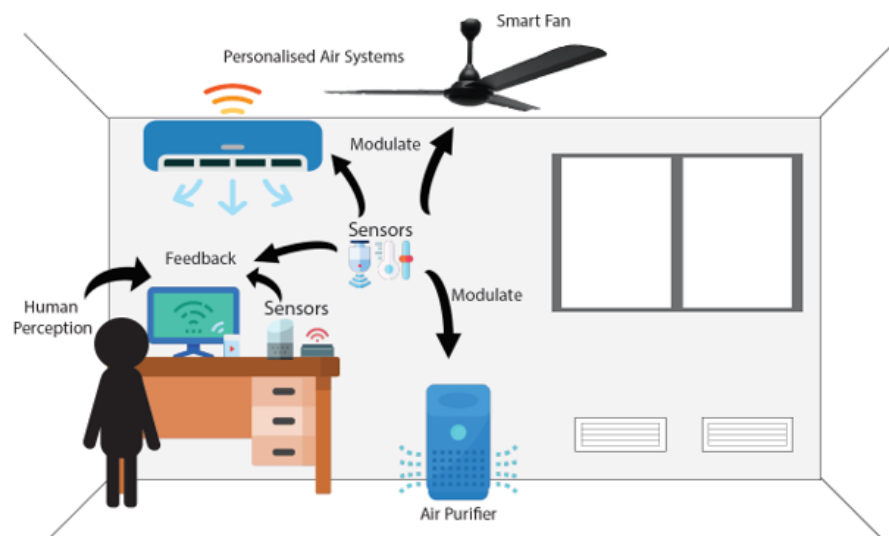 Smart Fan
Personalised Air Systems
Modulate
Sensors
Feedback
Human
Perception
Sensors
Modulate
Air Purifier